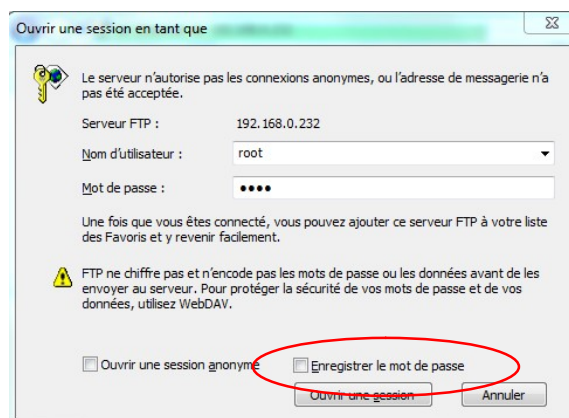 Ouvrir une session en tant que
Le serveur n'autorise pas les connexions anonymes, ou l'adresse de messagerie n'a
pas été acceptée.
Serveur FTP : 192.168.0.232
Nom d'utilisateur : root
Mot de passe : ●●●●
Une fois que vous êtes connecté, vous pouvez ajouter ce serveur FTP à votre liste
des Favoris et y revenir facilement.
FTP ne chiffre pas et n'encode pas les mots de passe ou les données avant de les
envoyer au serveur. Pour protéger la sécurité de vos mots de passe et de vos
données, utilisez WebDAV.
Ouvrir une session anonyme Enregistrer le mot de passe
Ouvrir une session Annuler